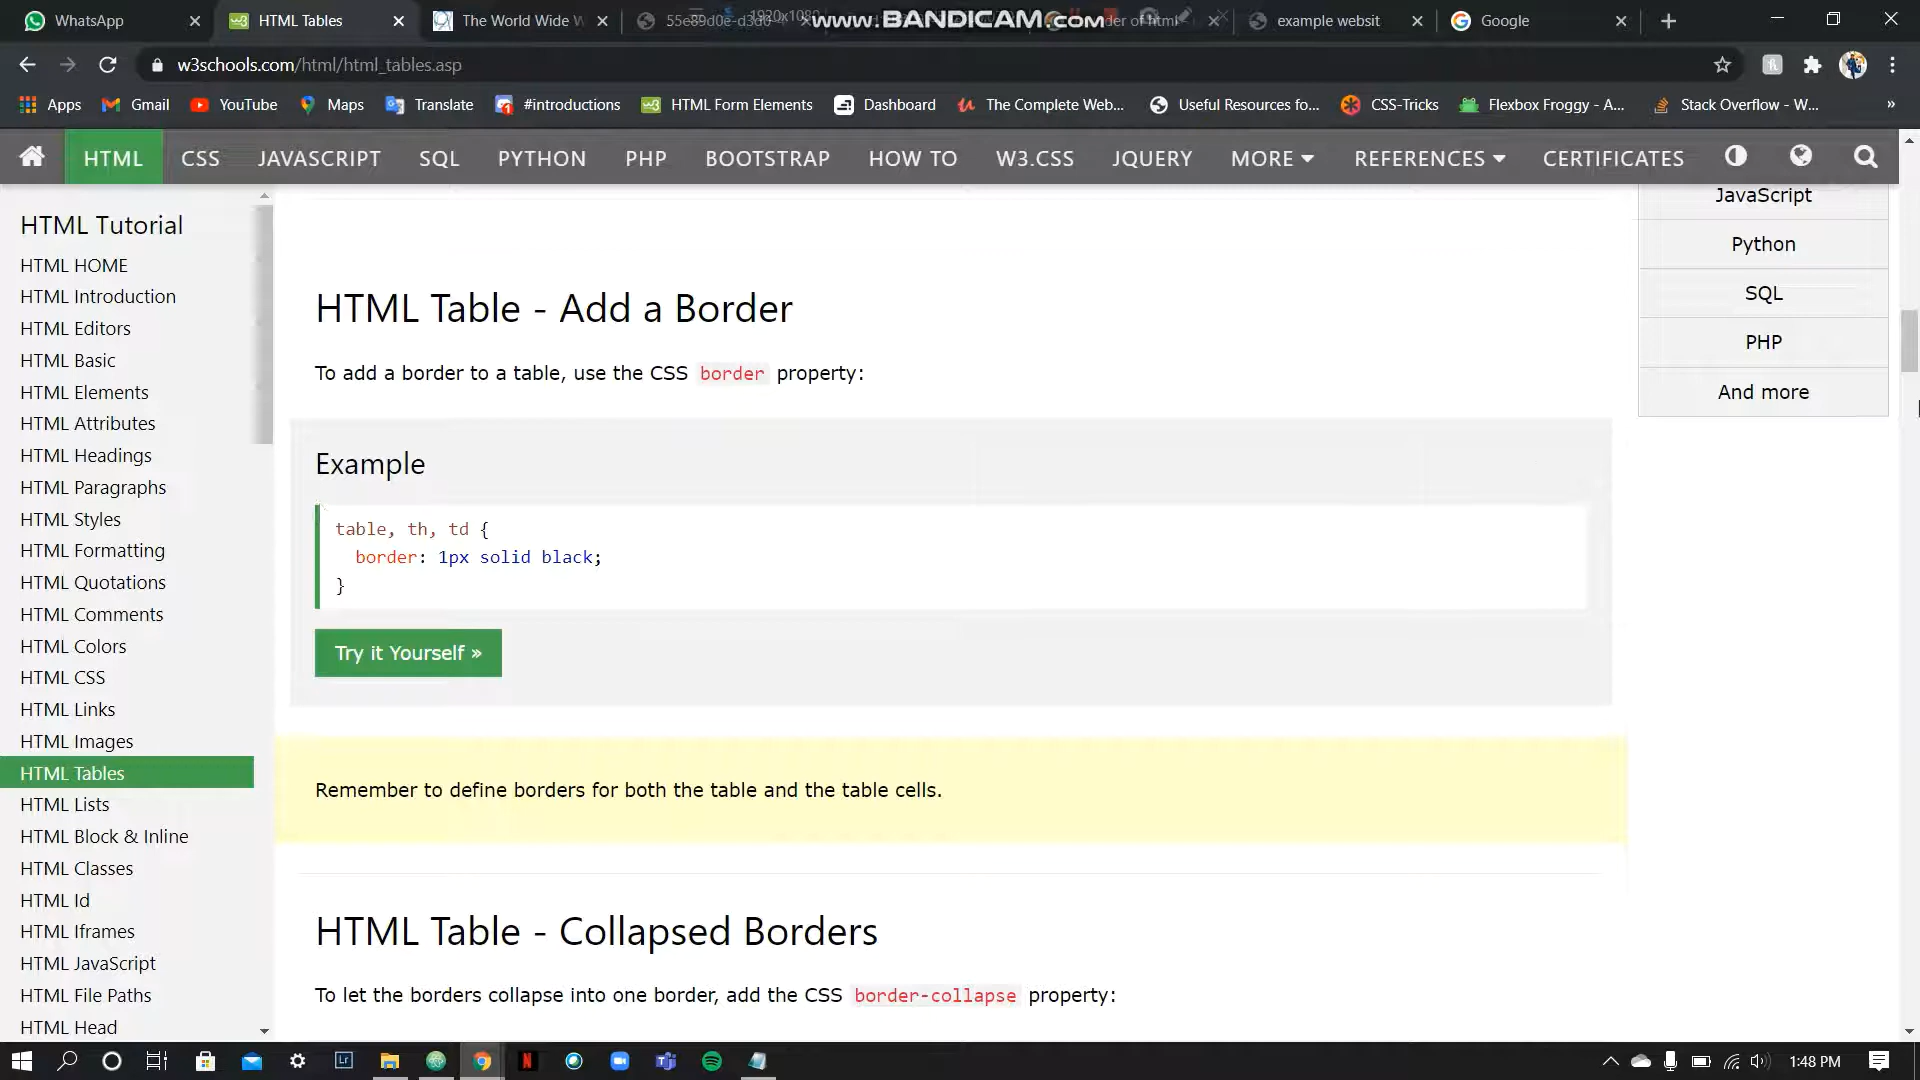 WhatsApp
HTML Tables
The World Wide W
55e89d0e-d3d6-4
1920x1080
www.BANDICAM.com
der of html
example websit
Google
w3schools.com/html/html_tables.asp
Apps
Gmail
YouTube
Maps
Translate
#introductions
HTML Form Elements
Dashboard
The Complete Web...
Useful Resources fo...
CSS-Tricks
Flexbox Froggy - A...
Stack Overflow - W...
»
HTML
CSS
JAVASCRIPT
SQL
PYTHON
PHP
BOOTSTRAP
HOW TO
W3.CSS
JQUERY
MORE
REFERENCES
CERTIFICATES
HTML Tutorial
HTML HOME
HTML Introduction
HTML Editors
HTML Basic
HTML Elements
HTML Attributes
HTML Headings
HTML Paragraphs
HTML Styles
HTML Formatting
HTML Quotations
HTML Comments
HTML Colors
HTML CSS
HTML Links
HTML Images
HTML Tables
HTML Lists
HTML Block & Inline
HTML Classes
HTML Id
HTML Iframes
HTML JavaScript
HTML File Paths
HTML Head
HTML Table - Add a Border
To add a border to a table, use the CSS border property:
Example
table, th, td {
border: 1px solid black;
}
Try it Yourself »
Remember to define borders for both the table and the table cells.
HTML Table - Collapsed Borders
To let the borders collapse into one border, add the CSS border-collapse property:
JavaScript
Python
SQL
PHP
And more
Lr
1:48 PM